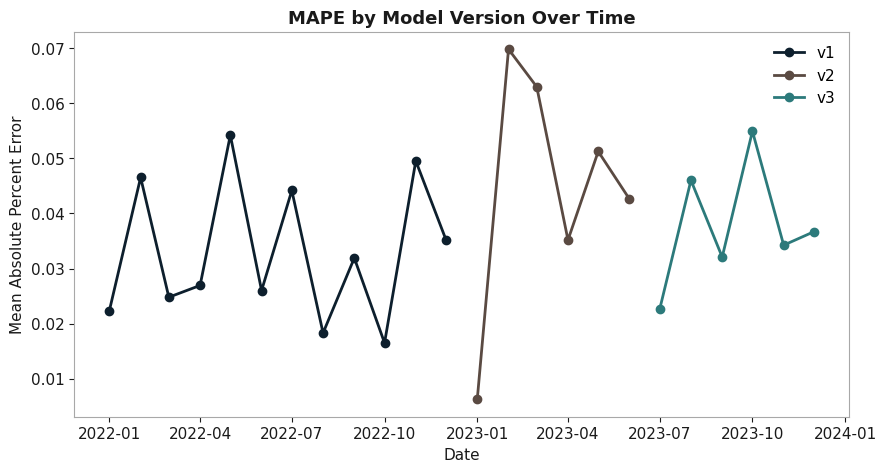 MAPE by Model Version Over Time
v1
v2
v3
0.07
0.06
0.05
0.04
0.03
0.02
0.01
Mean Absolute Percent Error
2022-01 2022-04 2022-07 2022-10 2023-01 2023-04 2023-07 2023-10 2024-01
Date